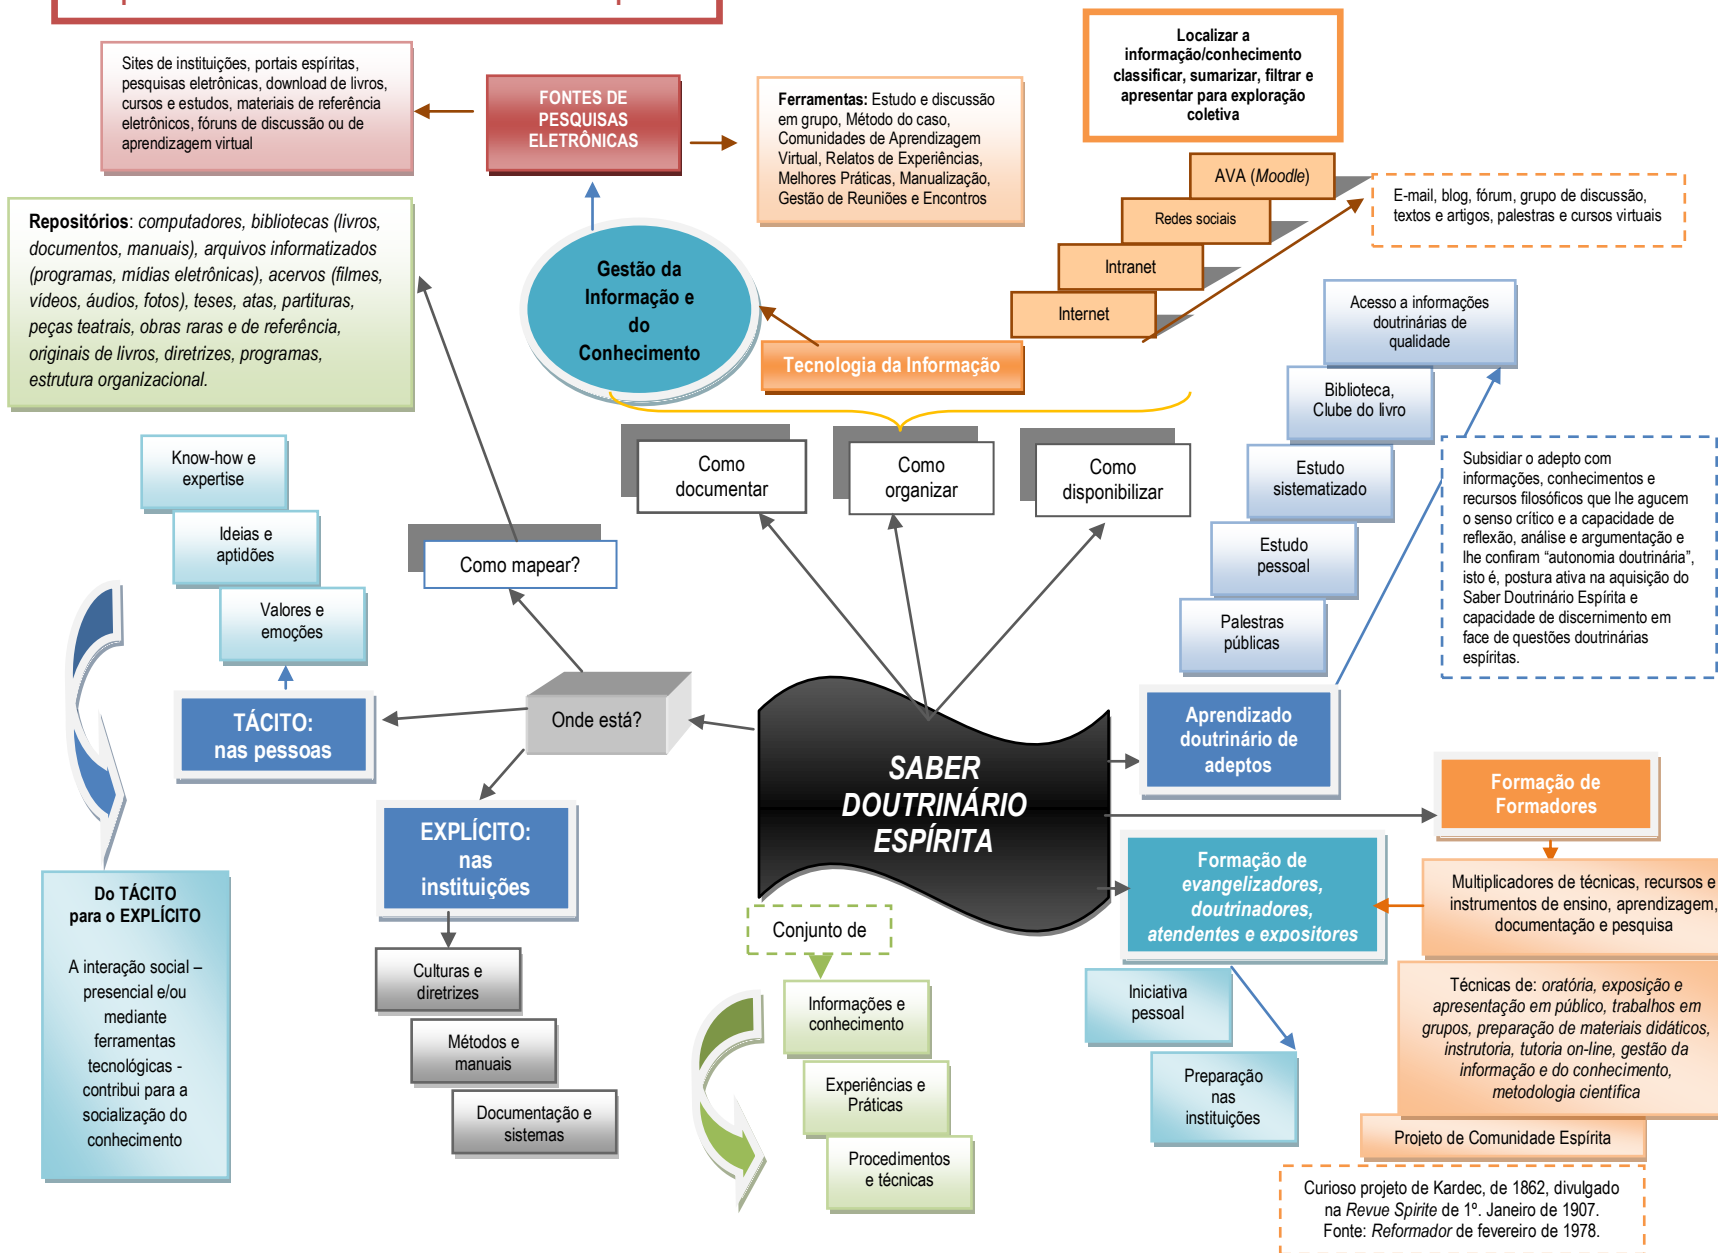 Sites de instituições, portais espíritas,
pesquisas eletrônicas, download de livros,
cursos e estudos, materiais de referência
eletrônicos, fóruns de discussão ou de
aprendizagem virtual
FONTES DE
PESQUISAS
ELETRÔNICAS
Ferramentas: Estudo e discussão
em grupo, Método do caso,
Comunidades de Aprendizagem
Virtual, Relatos de Experiências,
Melhores Práticas, Manualização,
Gestão de Reuniões e Encontros
Localizar a
informação/conhecimento
classificar, sumarizar, filtrar e
apresentar para exploração
coletiva
AVA (Moodle)
Redes sociais
Intranet
Internet
E-mail, blog, fórum, grupo de discussão,
textos e artigos, palestras e cursos virtuais
Repositórios: computadores, bibliotecas (livros,
documentos, manuais), arquivos informatizados
(programas, mídias eletrônicas), acervos (filmes,
vídeos, áudios, fotos), teses, atas, partituras,
peças teatrais, obras raras e de referência,
originais de livros, diretrizes, programas,
estrutura organizacional.
Gestão da
Informação e
do
Conhecimento
Tecnologia da Informação
Acesso a informações
doutrinárias de
qualidade
Biblioteca,
Clube do livro
Estudo
sistematizado
Estudo
pessoal
Palestras
públicas
Subsidiar o adepto com
informações, conhecimentos e
recursos filosóficos que lhe agucem
o senso crítico e a capacidade de
reflexão, análise e argumentação e
lhe confiram “autonomia doutrinária”,
isto é, postura ativa na aquisição do
Saber Doutrinário Espírita e
capacidade de discernimento em
face de questões doutrinárias
espíritas.
Como
documentar
Como
organizar
Como
disponibilizar
Know-how e
expertise
Ideias e
aptidões
Valores e
emoções
Como mapear?
TÁCITO:
nas pessoas
Onde está?
EXPLÍCITO:
nas
instituições
SABER
DOUTRINÁRIO
ESPÍRITA
Aprendizado
doutrinário de
adeptos
Formação de
Formadores
Formação de
evangelizadores,
doutrinadores,
atendentes e expositores
Multiplicadores de técnicas, recursos e
instrumentos de ensino, aprendizagem,
documentação e pesquisa
Do TÁCITO
para o EXPLÍCITO
A interação social –
presencial e/ou
mediante
ferramentas
tecnológicas -
contribui para a
socialização do
conhecimento
Culturas e
diretrizes
Métodos e
manuais
Documentação e
sistemas
Conjunto de
Informações e
conhecimento
Experiências e
Práticas
Procedimentos
e técnicas
Iniciativa
pessoal
Preparação
nas
instituições
Técnicas de: oratória, exposição e
apresentação em público, trabalhos em
grupos, preparação de materiais didáticos,
instrutoria, tutoria on-line, gestão da
informação e do conhecimento,
metodologia científica
Projeto de Comunidade Espírita
Curioso projeto de Kardec, de 1862, divulgado
na Revue Spirite de 1º. Janeiro de 1907.
Fonte: Reformador de fevereiro de 1978.